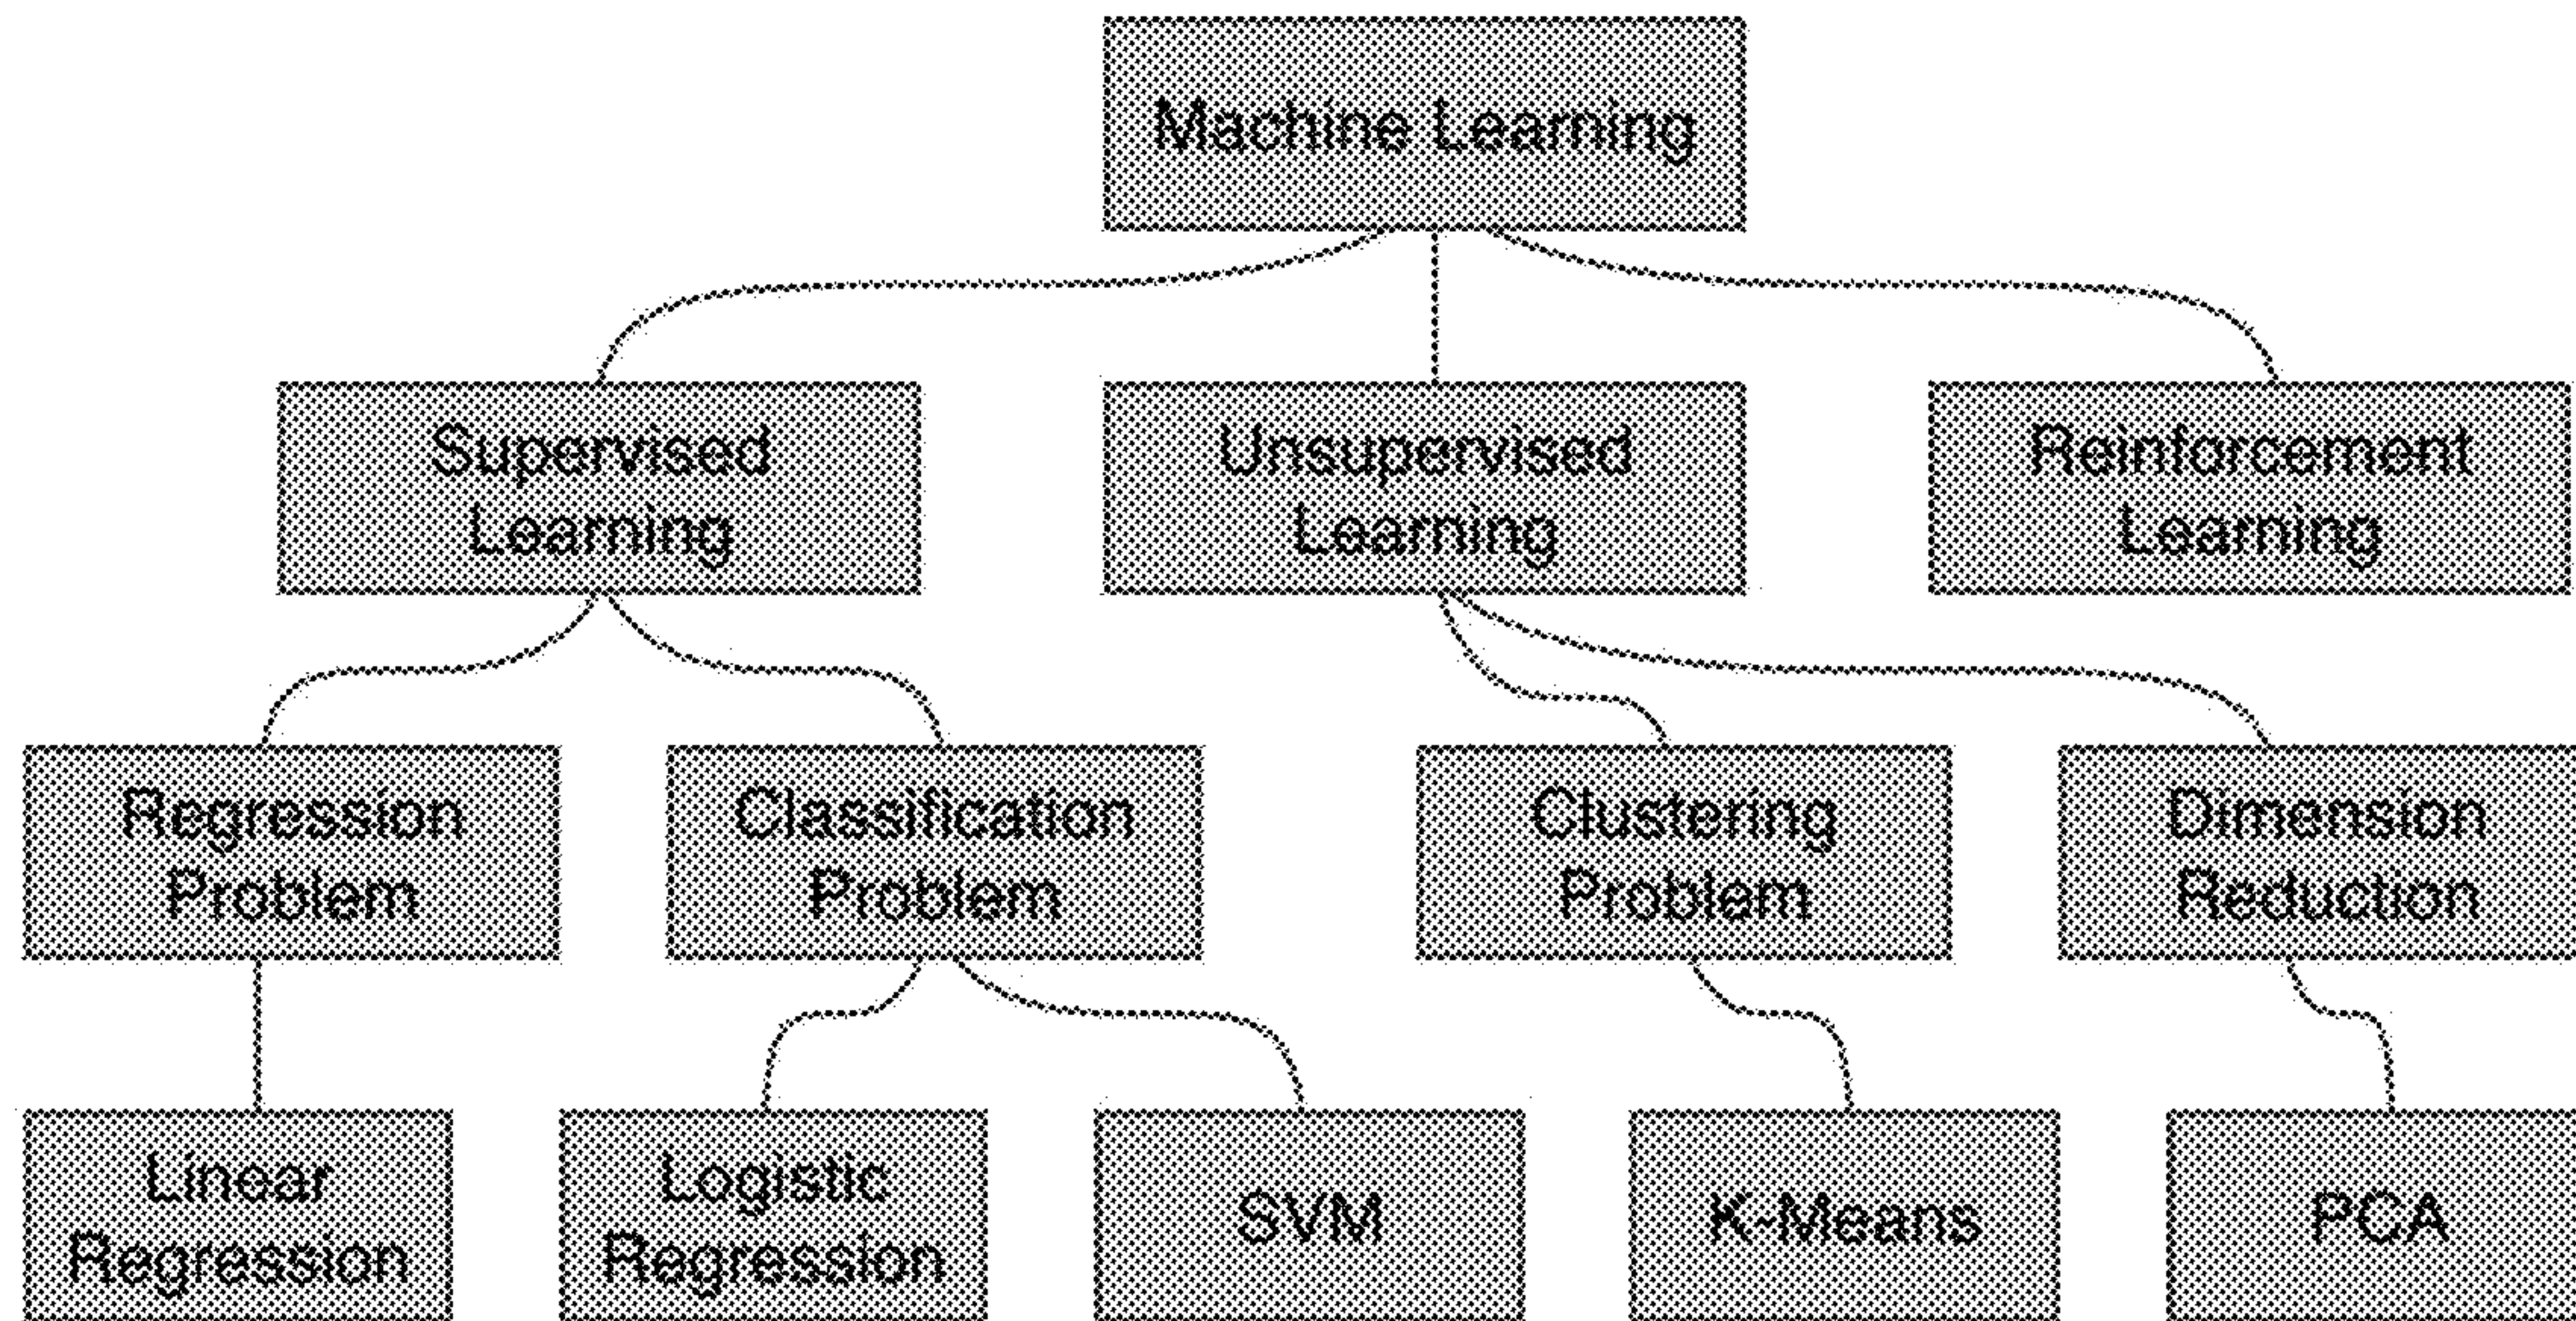 Machine Learning
Supervised
Learning
Unsupervised
Learning
Reinforcement
Learning
Regression
Problem
Classification
Problem
Clustering
Problem
Dimension
Reduction
Linear
Regression
Logistic
Regression
SVM
K-Means
PCA